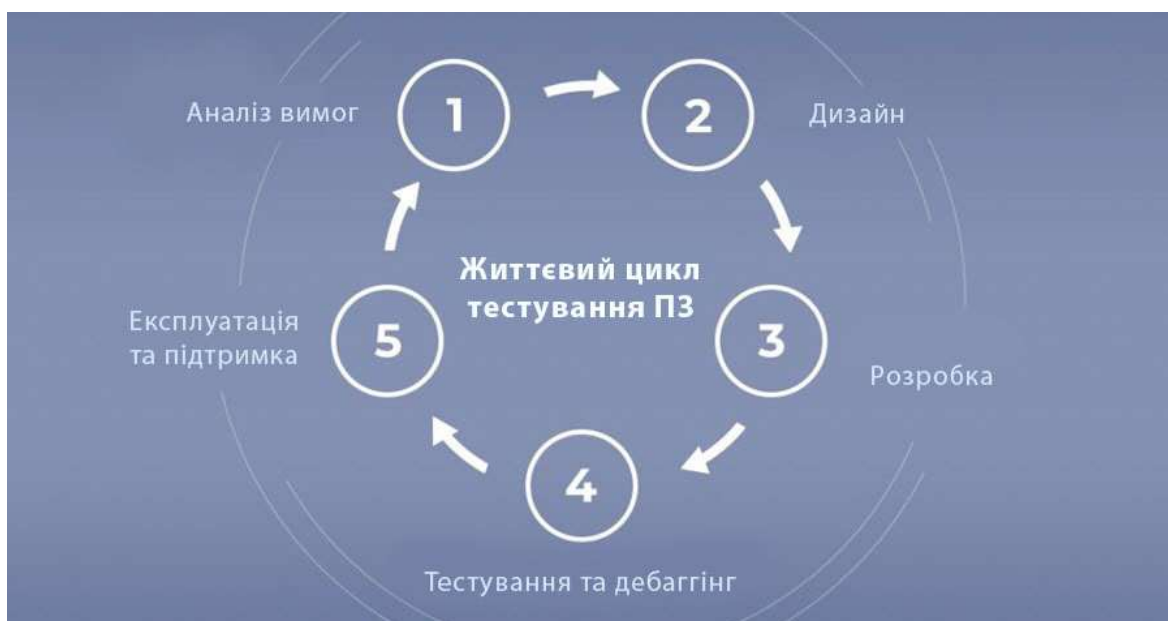 Аналіз вимог
1
2
Дизайн
Життєвий цикл
тестування ПЗ
Експлуатація
та підтримка
5
3
Розробка
4
Тестування та дебаггінг